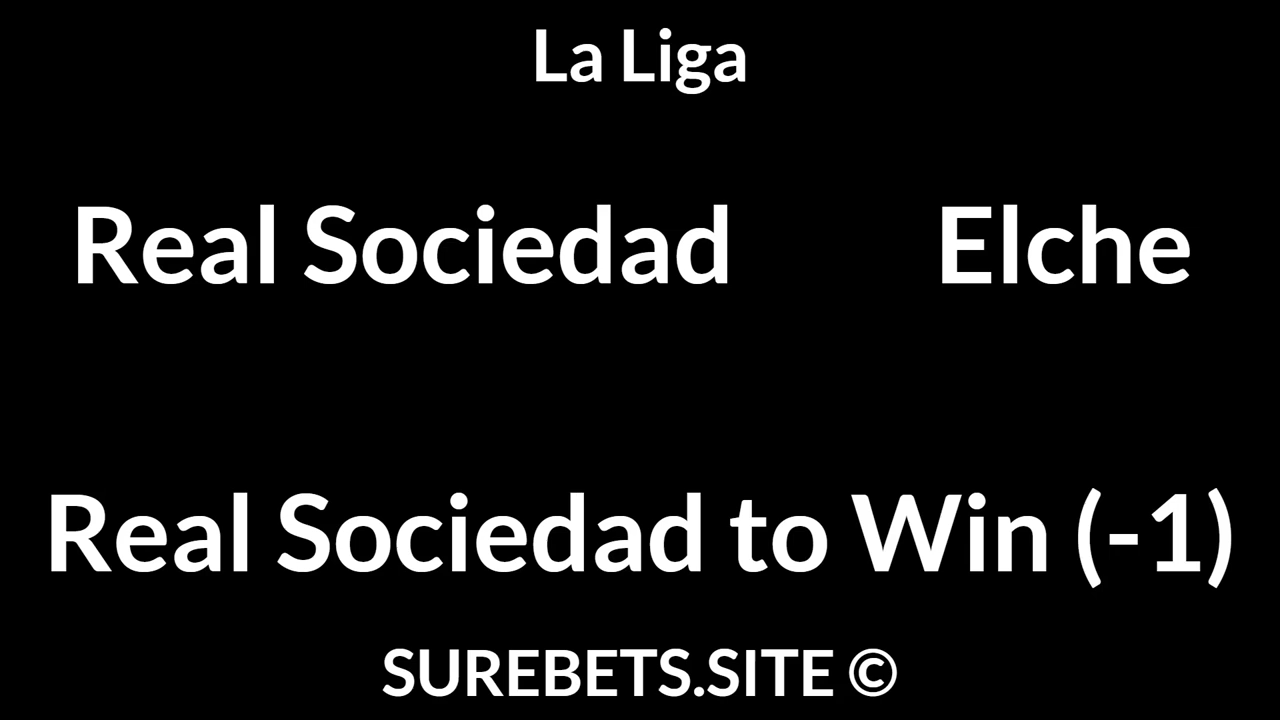 La Liga
Real Sociedad Elche
Real Sociedad to Win (-1)
SUREBETS.SITE ©